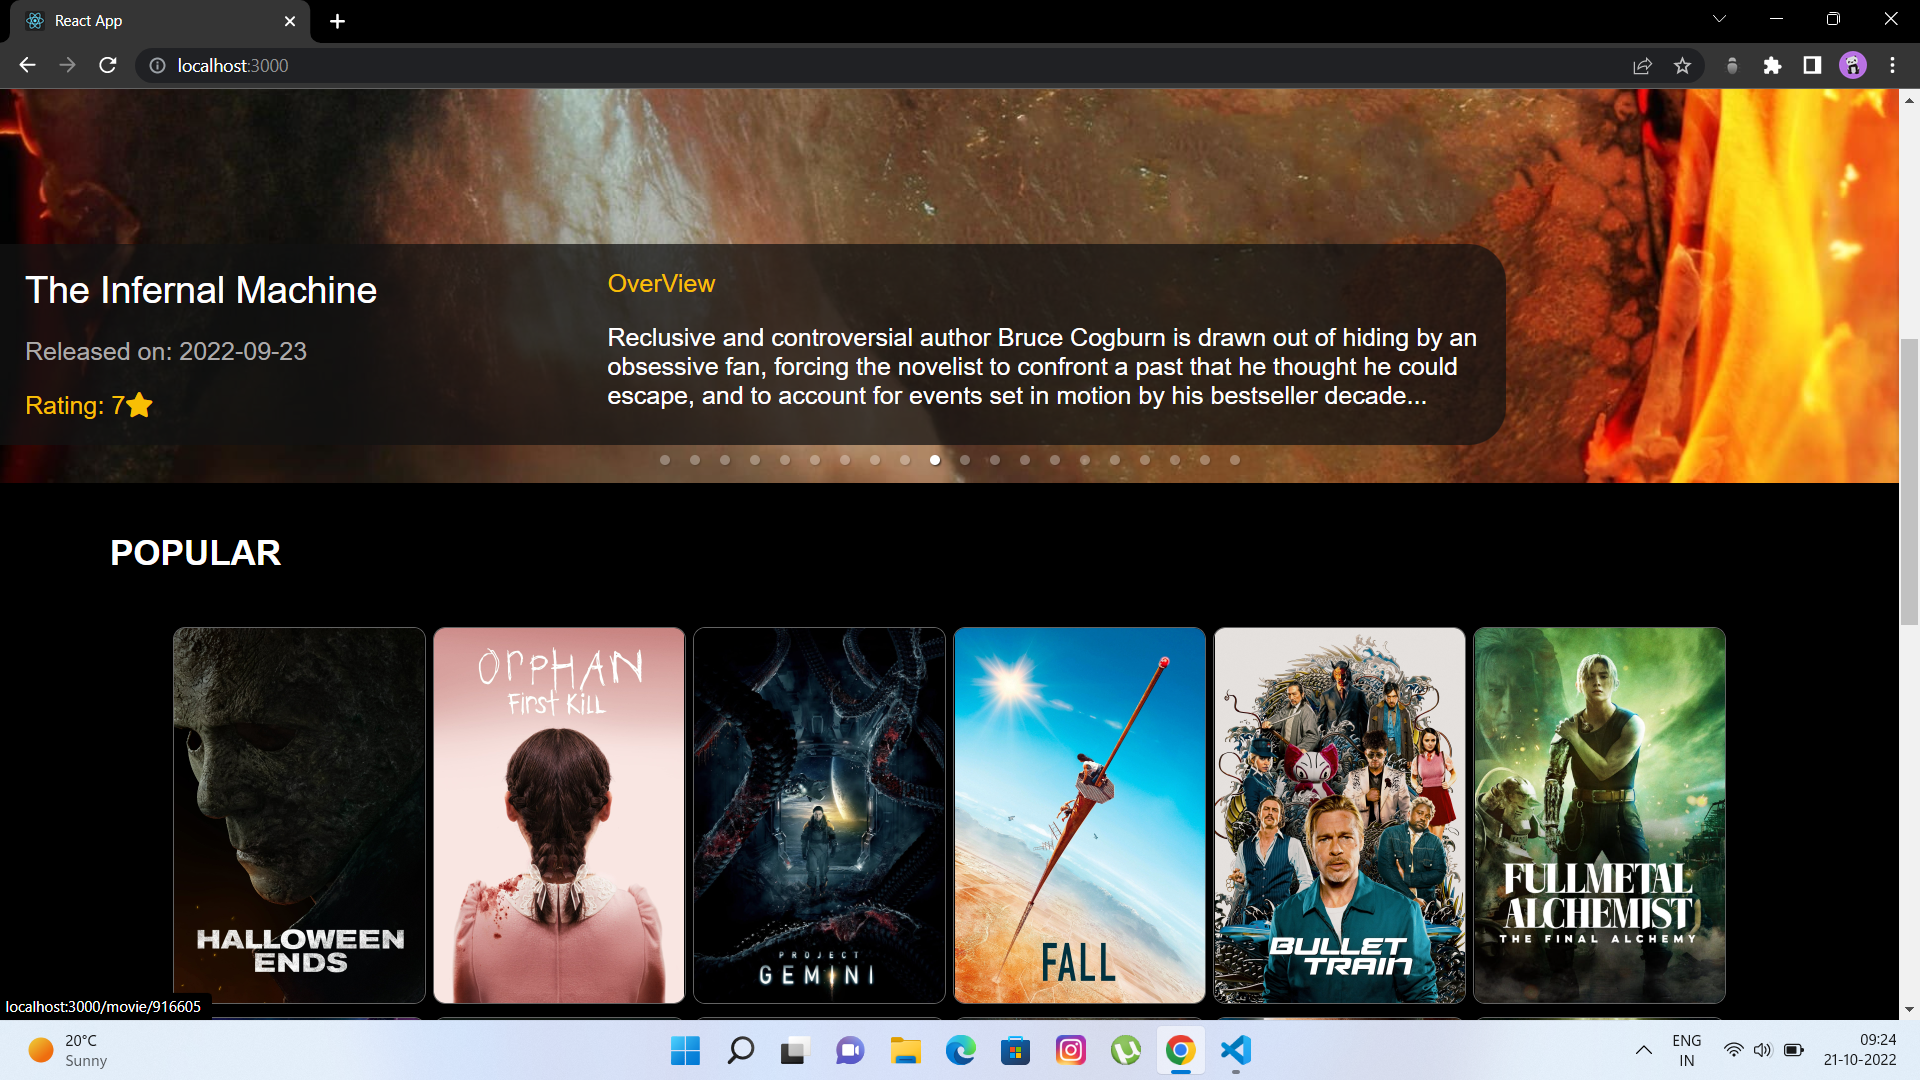 React App
localhost:3000
The Infernal Machine
Released on: 2022-09-23
Rating: 7
OverView
Reclusive and controversial author Bruce Cogburn is drawn out of hiding by an
obsessive fan, forcing the novelist to confront a past that he thought he could
escape, and to account for events set in motion by his bestseller decade...
POPULAR
HALLOWEEN
ENDS
ORPHAN
FIRST KILL
PROJECT
GEMINI
FALL
BULLET
TRAIN
FULLMETAL
ALCHEMIST
THE FINAL ALCHEMY
localhost:3000/movie/916605
20°C
Sunny
ENG
IN
09:24
21-10-2022